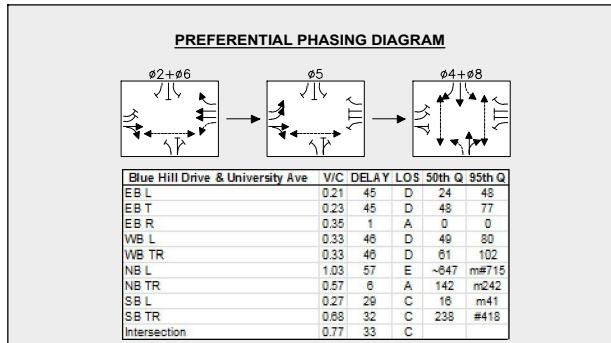 PREFERENTIAL PHASING DIAGRAM
ø2+ø6 ø5 ø4+ø8
Blue Hill Drive & University Ave V/C DELAY LOS 50th Q 95th Q
EB L 0.21 45 D 24 48
EB T 0.23 45 D 48 77
EB R 0.35 1 A 0 0
WB L 0.33 46 D 49 80
WB TR 0.33 46 D 61 102
NB L 1.03 57 E ~647 m#715
NB TR 0.57 6 A 142 m242
SB L 0.27 29 C 16 m41
SB TR 0.68 32 C 238 #418
Intersection 0.77 33 C